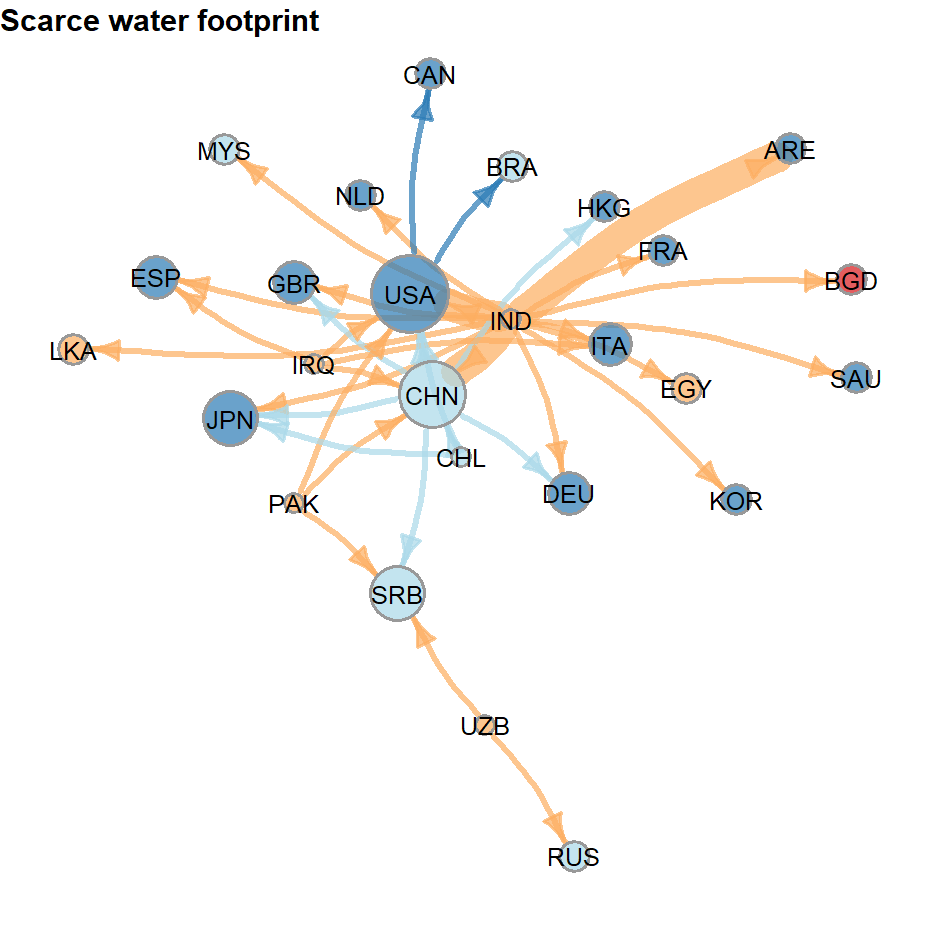 Scarce water footprint
CAN
MYS
ARE
BRA
NLD
HKG
FRA
ESP
GBR
BGD
USA
IND
LKA
ITA
IRQ
SAU
EGY
CHN
JPN
CHL
DEU
KOR
PAK
SRB
UZB
RUS